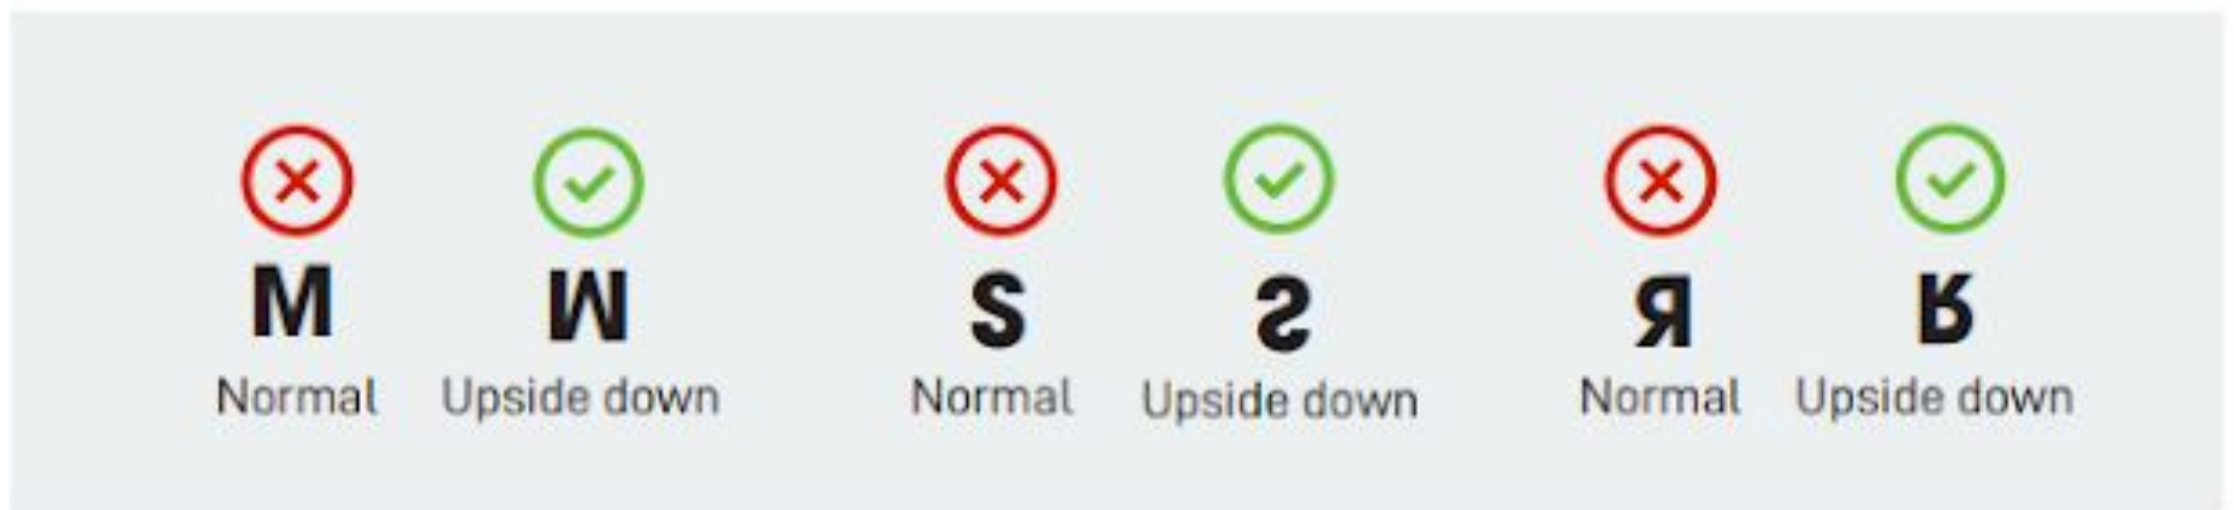 M W S Ƨ Я ʁ
Normal Upside down Normal Upside down Normal Upside down